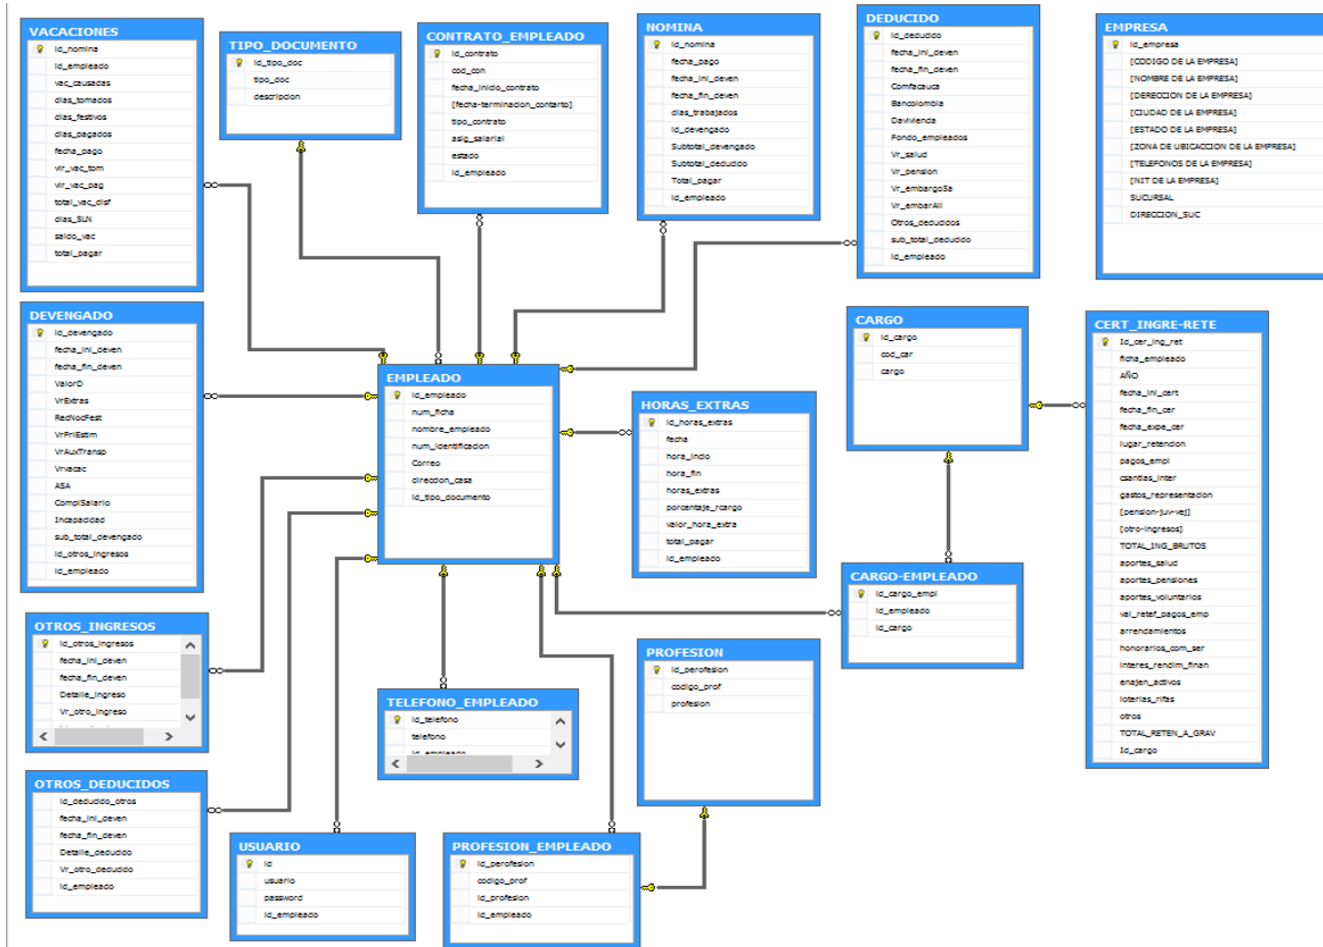 VACACIONES
id_nomina
id_empleado
vac_causadas
dias_tomados
dias_festivos
dias_pagados
fecha_pago
vlr_vac_tom
vlr_vac_pag
total_vac_disf
dias_SLN
saldo_vac
total_pagar
TIPO_DOCUMENTO
id_tipo_doc
tipo_doc
descripcion
CONTRATO_EMPLEADO
id_contrato
cod_con
fecha_inicio_contrato
[fecha-terminacion_contarto]
tipo_contrato
asig_salarial
estado
id_empleado
NOMINA
id_nomina
fecha_pago
fecha_ini_deven
fecha_fin_deven
dias_trabajados
id_devengado
Subtotal_devengado
Subtotal_deducido
Total_pagar
id_empleado
DEDUCIDO
id_deducido
fecha_ini_deven
fecha_fin_deven
Comfacauca
Bancolombia
Davivienda
Fondo_empleados
Vr_salud
Vr_pension
Vr_embargoSa
Vr_embarAli
Otros_deducidos
sub_total_deducido
id_empleado
EMPRESA
id_empresa
[CODIGO DE LA EMPRESA]
[NOMBRE DE LA EMPRESA]
[DERECCION DE LA EMPRESA]
[CIUDAD DE LA EMPRESA]
[ESTADO DE LA EMPRESA]
[ZONA DE UBICACCION DE LA EMPRESA]
[TELEFONOS DE LA EMPRESA]
[NIT DE LA EMPRESA]
SUCURSAL
DIRECCION_SUC
DEVENGADO
id_devengado
fecha_ini_deven
fecha_fin_deven
ValorD
VrExtras
RecNocFest
VrPriEstim
VrAuxTransp
Vrvacac
ASA
ComplSalario
Incapacidad
sub_total_devengado
id_otros_ingresos
id_empleado
EMPLEADO
id_empleado
num_ficha
nombre_empleado
num_identificacion
Correo
direccion_casa
id_tipo_documento
HORAS_EXTRAS
id_horas_extras
fecha
hora_incio
hora_fin
horas_extras
porcentaje_rcargo
valor_hora_extra
total_pagar
id_empleado
CARGO
id_cargo
cod_car
cargo
CERT_INGRE-RETE
Id_cer_ing_ret
ficha_empleado
AÑO
fecha_ini_cert
fecha_fin_cer
fecha_expe_cer
lugar_retencion
pagos_empl
csantias_inter
gastos_representacion
[pension-juv-vej]
[otro-ingresos]
TOTAL_ING_BRUTOS
aportes_salud
aportes_pensiones
aportes_voluntarios
val_retef_pagos_emp
arrendamientos
honorarios_com_ser
interes_rendim_finan
enajen_activos
loterias_rifas
otros
TOTAL_RETEN_A_GRAV
Id_cargo
CARGO-EMPLEADO
id_cargo_empl
id_empleado
id_cargo
OTROS_INGRESOS
id_otros_ingresos
fecha_ini_deven
fecha_fin_deven
Detalle_ingreso
Vr_otro_ingreso
TELEFONO_EMPLEADO
id_telefono
telefono
id_empleado
PROFESION
id_perofesion
codigo_prof
profesion
OTROS_DEDUCIDOS
id_deducido_otros
fecha_ini_deven
fecha_fin_deven
Detalle_deducido
Vr_otro_deducido
id_empleado
USUARIO
id
usuario
password
id_empleado
PROFESION_EMPLEADO
id_perofesion
codigo_prof
id_profesion
id_empleado